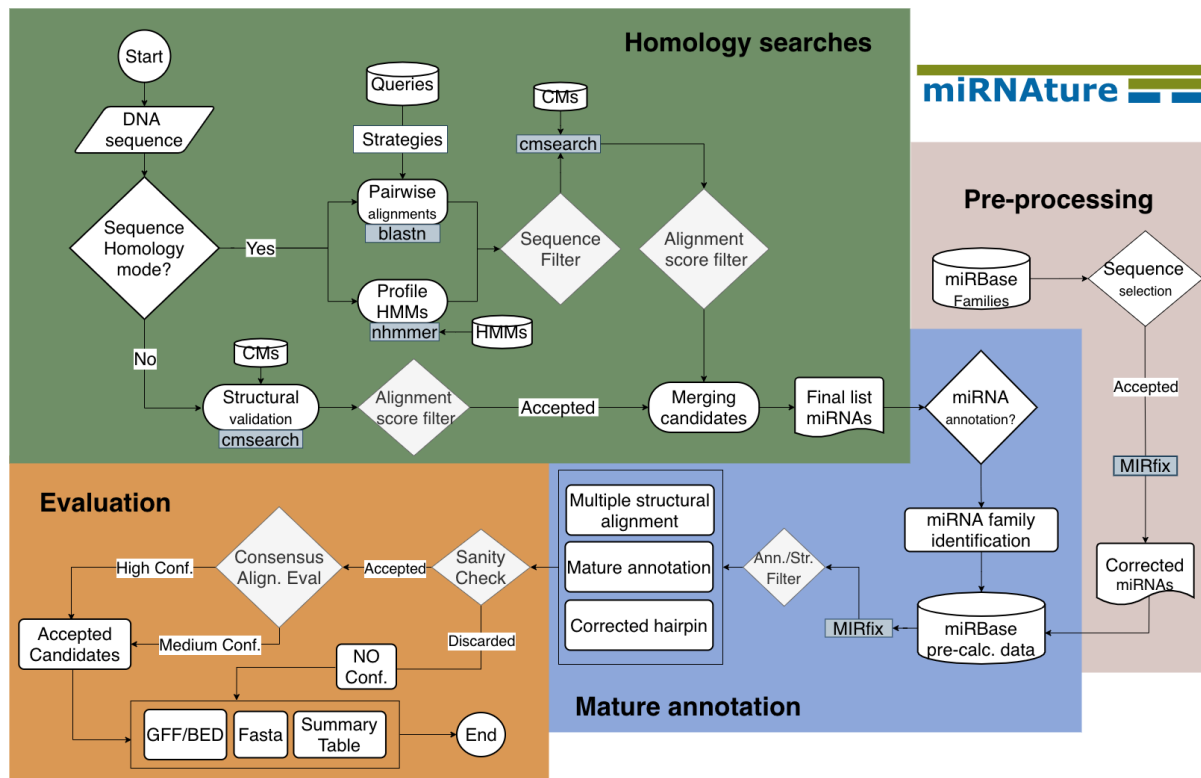 Homology searches
Start
DNA
sequence
Sequence
Homology
mode?
Yes
No
Queries
Strategies
Pairwise
alignments
blastn
Profile
HMMs
nhmmer
HMMs
Sequence
Filter
CMs
cmsearch
Alignment
score filter
CMs
Structural
validation
cmsearch
Alignment
score filter
Accepted
Merging
candidates
Final list
miRNAs
miRNAture
Pre-processing
miRBase
Families
Sequence
selection
Accepted
MIRfix
Corrected
miRNAs
miRNA
annotation?
miRNA family
identification
miRBase
pre-calc. data
MIRfix
Ann./Str.
Filter
Multiple structural
alignment
Mature annotation
Corrected hairpin
Mature annotation
Evaluation
Sanity
Check
Accepted
Discarded
Consensus
Align. Eval
High Conf.
Medium Conf.
Accepted
Candidates
NO
Conf.
GFF/BED
Fasta
Summary
Table
End